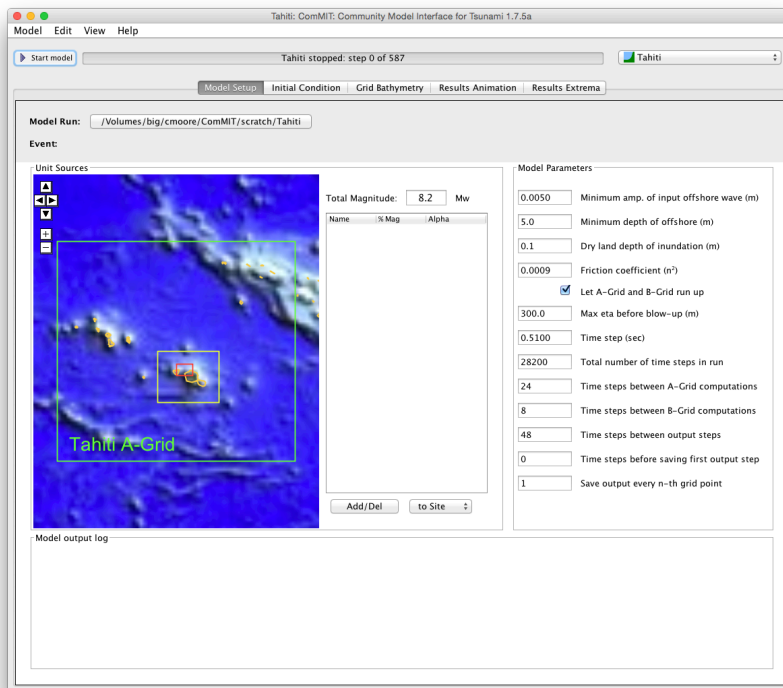 Tahiti: ComMIT: Community Model Interface for Tsunami 1.7.5a
Model Edit View Help
Start model
Tahiti stopped: step 0 of 587
Tahiti
Model Setup
Initial Condition
Grid Bathymetry
Results Animation
Results Extrema
Model Run: /Volumes/big/cmoore/ComMIT/scratch/Tahiti
Event:
Unit Sources
+
−
Tahiti A-Grid
Total Magnitude: 8.2 Mw
Name % Mag Alpha
Add/Del
to Site
Model Parameters
0.0050 Minimum amp. of input offshore wave (m)
5.0 Minimum depth of offshore (m)
0.1 Dry land depth of inundation (m)
0.0009 Friction coefficient (n²)
Let A-Grid and B-Grid run up
300.0 Max eta before blow-up (m)
0.5100 Time step (sec)
28200 Total number of time steps in run
24 Time steps between A-Grid computations
8 Time steps between B-Grid computations
48 Time steps between output steps
0 Time steps before saving first output step
1 Save output every n-th grid point
Model output log